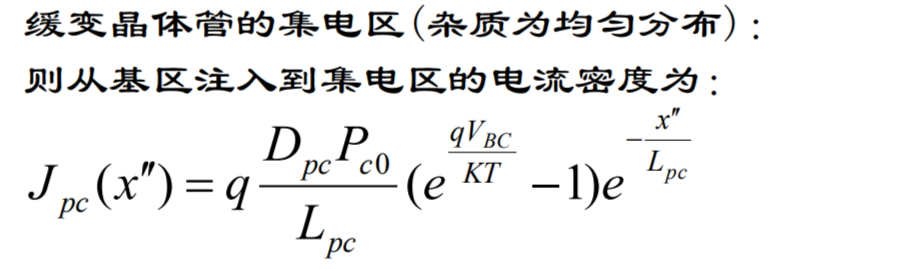 缓变晶体管的集电区(杂质为均匀分布):
则从基区注入到集电区的电流密度为:
J_{pc}(x'') = q \frac{D_{pc}P_{c0}}{L_{pc}}(e^{\frac{qV_{BC}}{KT}} - 1)e^{-\frac{x''}{L_{pc}}}